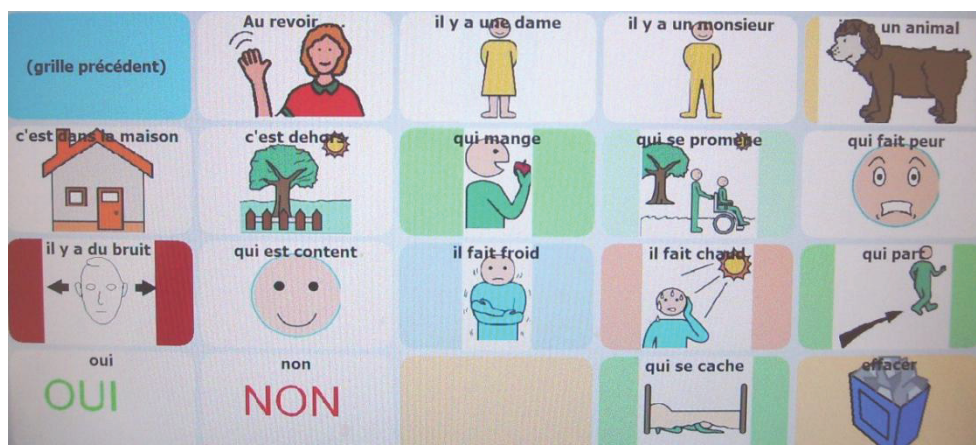 (grille précédent)
Au revoir
il y a une dame
il y a un monsieur
un animal
c'est dans la maison
c'est dehors
qui mange
qui se promène
qui fait peur
il y a du bruit
qui est content
il fait froid
il fait chaud
qui part
oui
OUI
non
NON
qui se cache
effacer